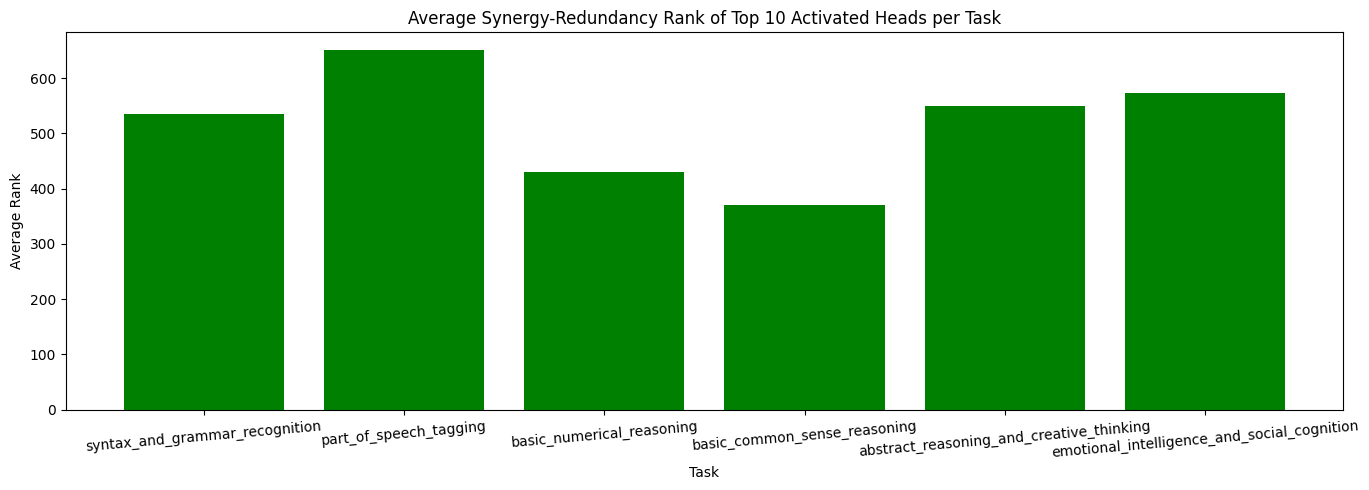 Average Synergy-Redundancy Rank of Top 10 Activated Heads per Task
Average Rank
600
500
400
300
200
100
0
syntax_and_grammar_recognition
part_of_speech_tagging
basic_numerical_reasoning
basic_common_sense_reasoning
abstract_reasoning_and_creative_thinking
emotional_intelligence_and_social_cognition
Task